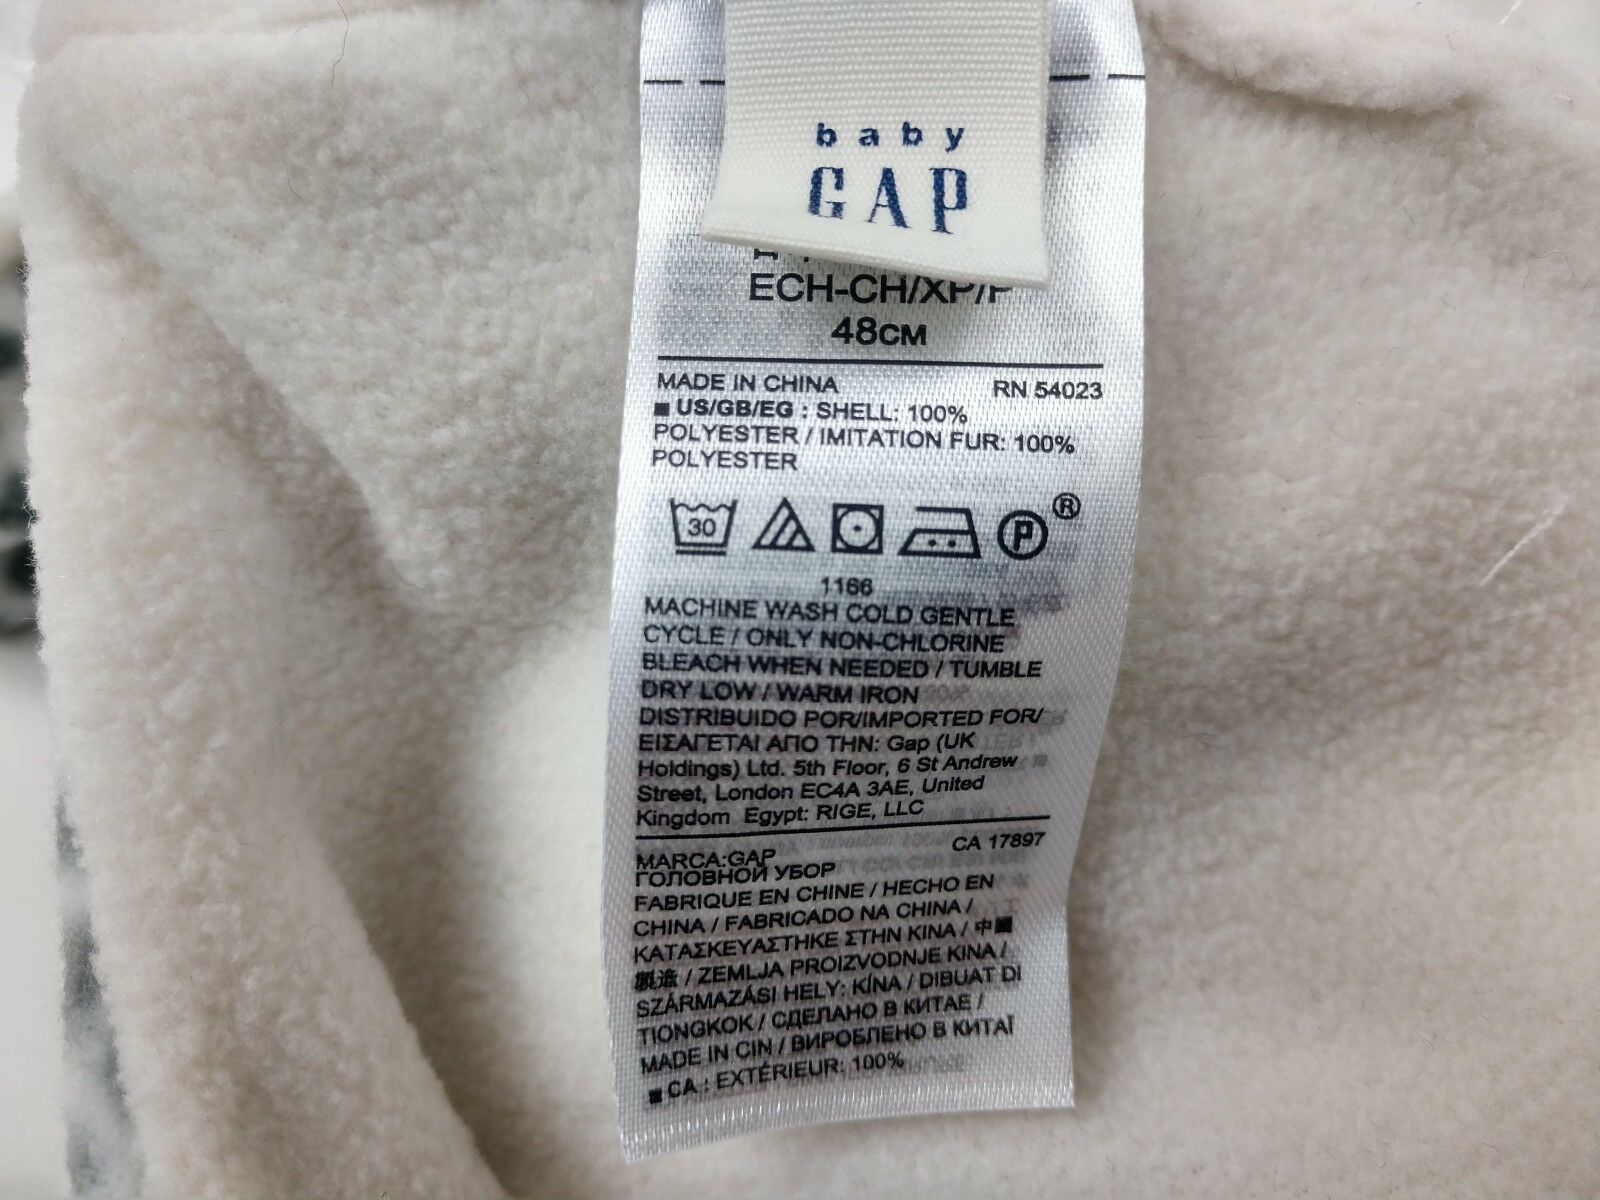 baby
GAP
ECH-CH/XP/P
48CM
MADE IN CHINA RN 54023
■ US/GB/EG : SHELL: 100%
POLYESTER / IMITATION FUR: 100%
POLYESTER
30 P ®
1166
MACHINE WASH COLD GENTLE
CYCLE / ONLY NON-CHLORINE
BLEACH WHEN NEEDED / TUMBLE
DRY LOW / WARM IRON
DISTRIBUIDO POR/IMPORTED FOR/
ΕΙΣΑΓΕΤΑΙ ΑΠΟ ΤΗΝ: Gap (UK
Holdings) Ltd. 5th Floor, 6 St Andrew
Street, London EC4A 3AE, United
Kingdom Egypt: RIGE, LLC
CA 17897
MARCA:GAP
ГОЛОВНОЙ УБОР
FABRIQUE EN CHINE / HECHO EN
CHINA / FABRICADO NA CHINA /
ΚΑΤΑΣΚΕΥΑΣΤΗΚΕ ΣΤΗΝ ΚΙΝΑ / 中國
製造 / ZEMLJA PROIZVODNJE KINA /
SZÁRMAZÁSI HELY: KÍNA / DIBUAT DI
TIONGKOK / СДЕЛАНО В КИТАЕ /
MADE IN CIN / ВИРОБЛЕНО В КИТАЇ
■ CA : EXTÉRIEUR: 100%